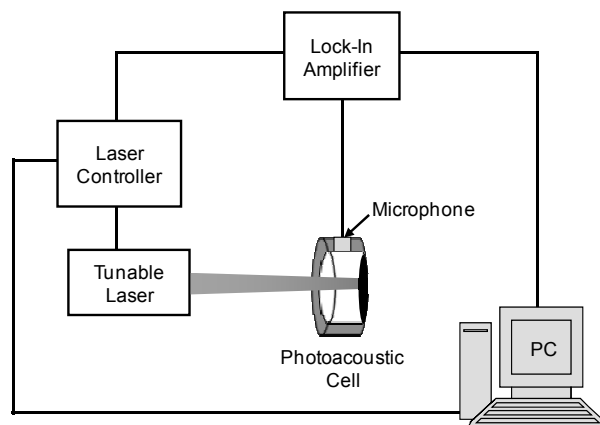 Lock-In
Amplifier
Laser
Controller
Microphone
Tunable
Laser
PC
Photoacoustic
Cell